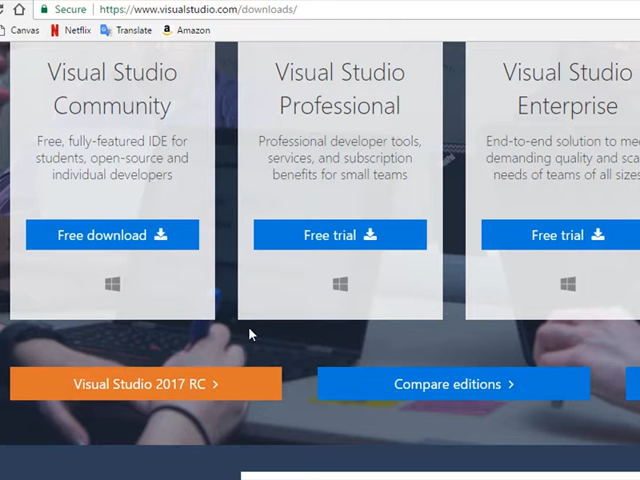 Secure https://www.visualstudio.com/downloads/
Canvas Netflix Translate Amazon
Visual Studio
Community
Free, fully-featured IDE for
students, open-source and
individual developers
Free download
Visual Studio
Professional
Professional developer tools,
services, and subscription
benefits for small teams
Free trial
Visual Studio
Enterprise
End-to-end solution to
demanding quality and
needs of teams of all sizes
Free trial
Visual Studio 2017 RC
Compare editions